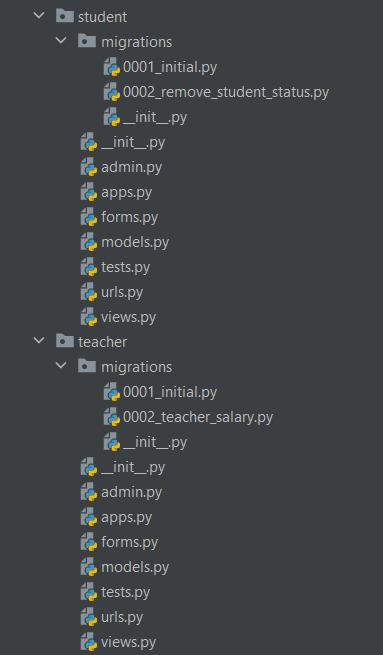 student
migrations
0001_initial.py
0002_remove_student_status.py
__init__.py
__init__.py
admin.py
apps.py
forms.py
models.py
tests.py
urls.py
views.py
teacher
migrations
0001_initial.py
0002_teacher_salary.py
__init__.py
__init__.py
admin.py
apps.py
forms.py
models.py
tests.py
urls.py
views.py